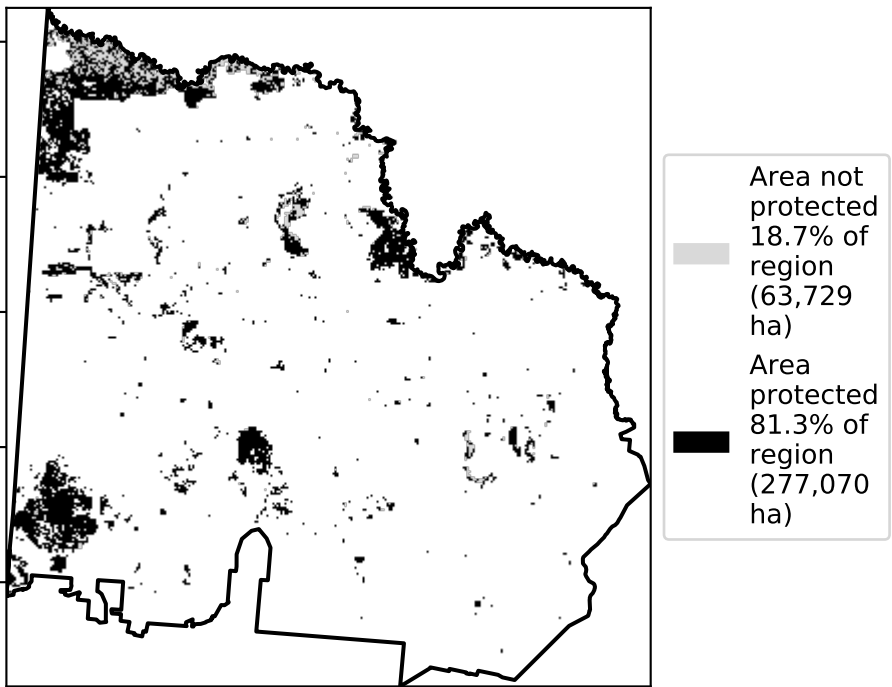 Area not
protected
18.7% of
region
(63,729
ha)
Area
protected
81.3% of
region
(277,070
ha)